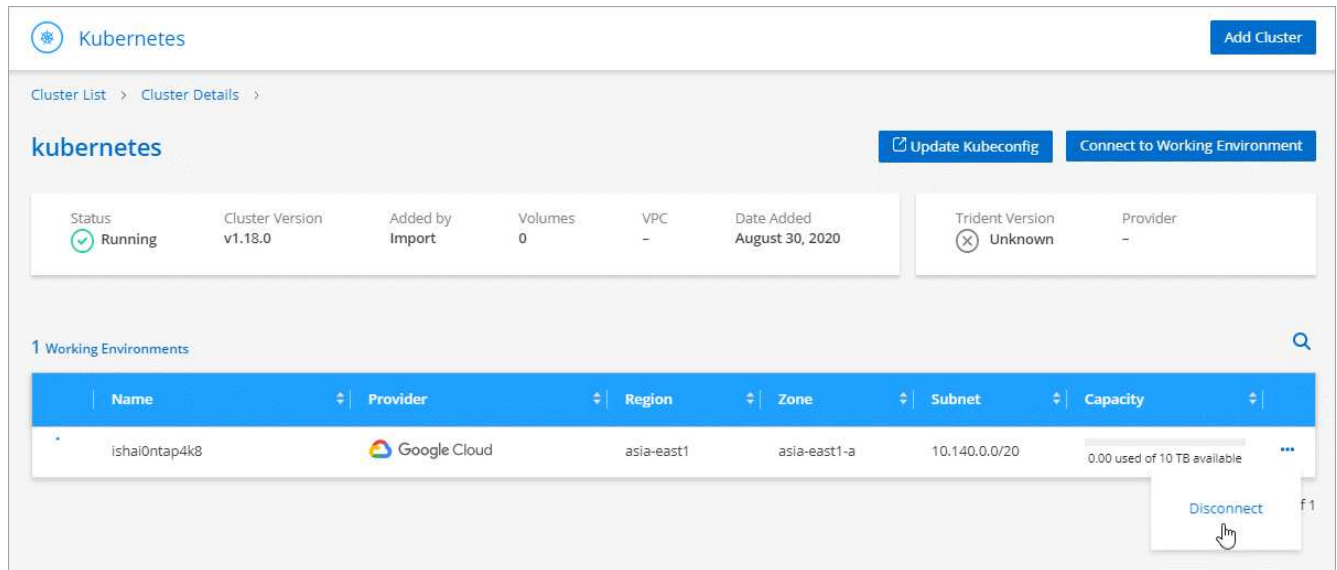 Kubernetes
Add Cluster
Cluster List > Cluster Details >
kubernetes
Update Kubeconfig
Connect to Working Environment
Status Cluster Version Added by Volumes VPC Date Added Trident Version Provider
Running v1.18.0 Import 0 – August 30, 2020 Unknown –
1 Working Environments
Name Provider Region Zone Subnet Capacity
ishai0ntap4k8 Google Cloud asia-east1 asia-east1-a 10.140.0.0/20 0.00 used of 10 TB available
Disconnect
f 1